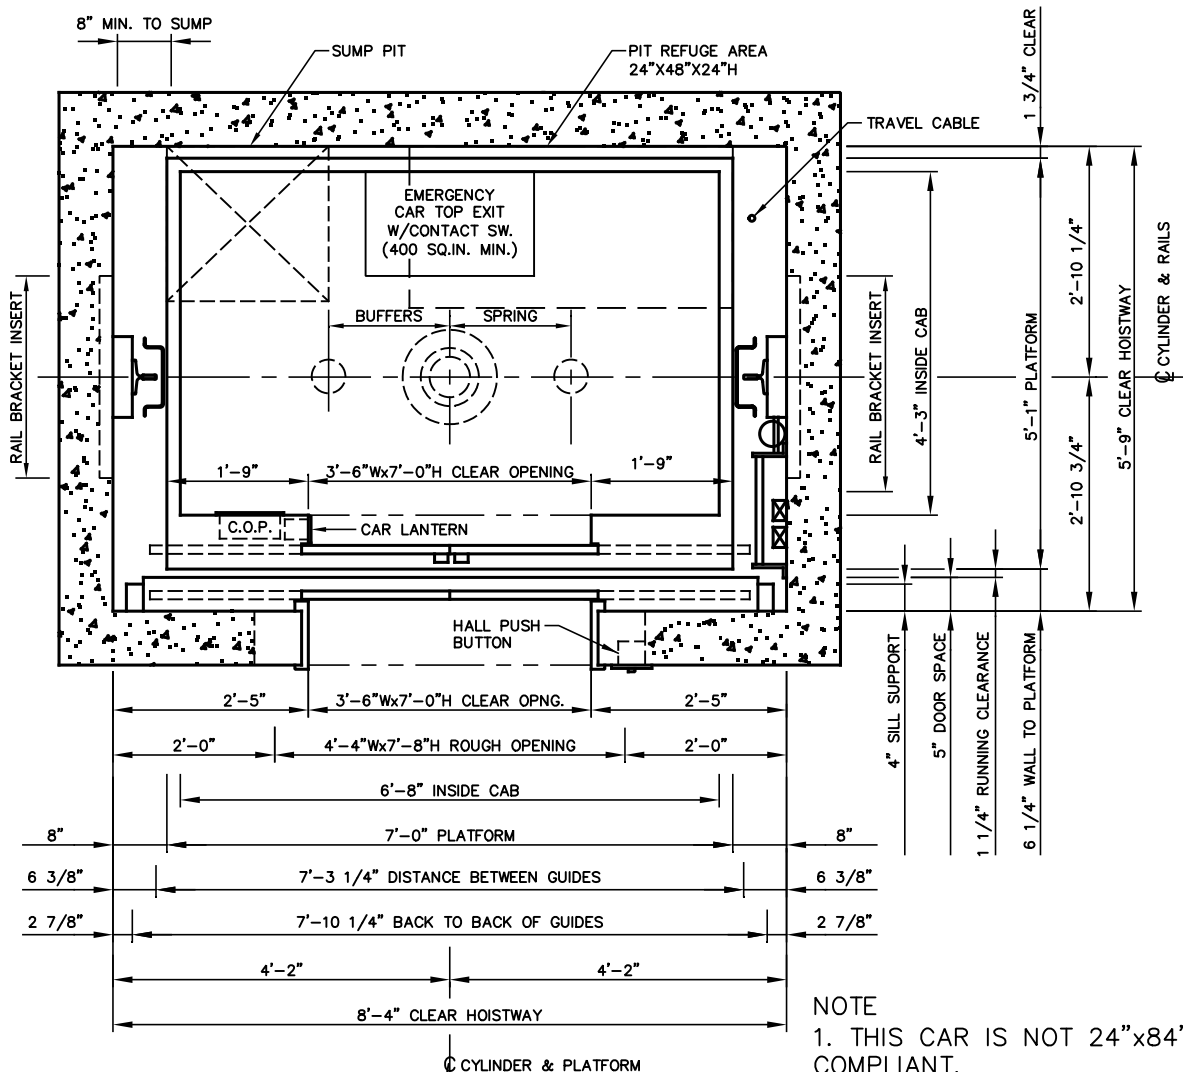 8" MIN. TO SUMP
SUMP PIT
PIT REFUGE AREA
24"X48"X24"H
1 3/4" CLEAR
TRAVEL CABLE
EMERGENCY
CAR TOP EXIT
W/CONTACT SW.
(400 SQ.IN. MIN.)
RAIL BRACKET INSERT
BUFFERS
SPRING
RAIL BRACKET INSERT
4'-3" INSIDE CAB
5'-1" PLATFORM
2'-10 1/4"
2'-10 3/4"
5'-9" CLEAR HOISTWAY
℄ CYLINDER & RAILS
1'-9"
3'-6"Wx7'-0"H CLEAR OPENING
1'-9"
C.O.P.
CAR LANTERN
HALL PUSH
BUTTON
4" SILL SUPPORT
5" DOOR SPACE
1 1/4" RUNNING CLEARANCE
6 1/4" WALL TO PLATFORM
2'-5"
3'-6"Wx7'-0"H CLEAR OPNG.
2'-5"
2'-0"
4'-4"Wx7'-8"H ROUGH OPENING
2'-0"
6'-8" INSIDE CAB
8"
7'-0" PLATFORM
8"
6 3/8"
7'-3 1/4" DISTANCE BETWEEN GUIDES
6 3/8"
2 7/8"
7'-10 1/4" BACK TO BACK OF GUIDES
2 7/8"
4'-2"
4'-2"
8'-4" CLEAR HOISTWAY
℄ CYLINDER & PLATFORM
NOTE
1. THIS CAR IS NOT 24"x84'
COMPLIANT.